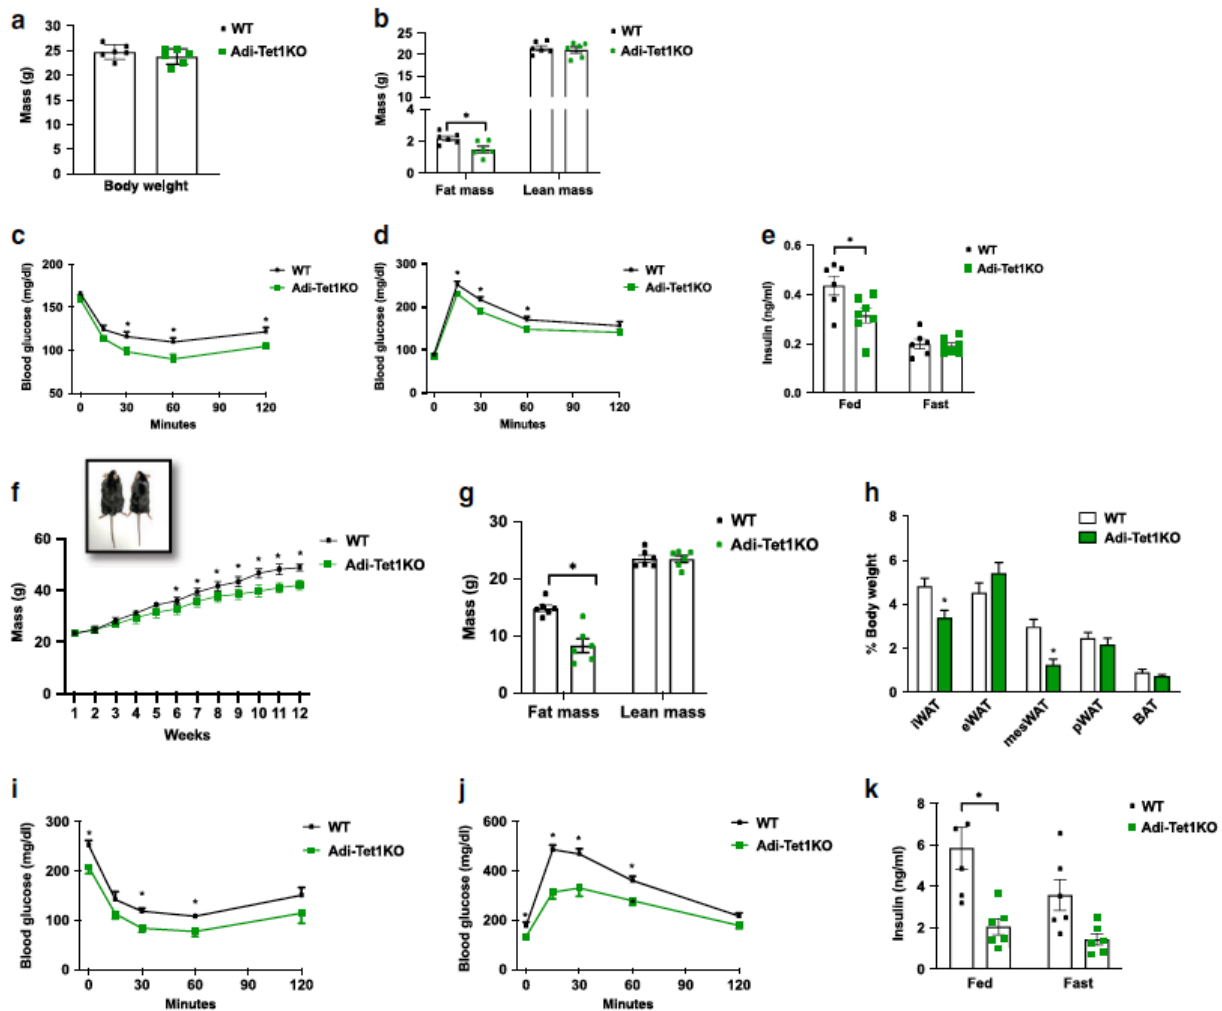 a
30
25
20
15
10
5
0
Mass (g)
Body weight
WT
Adi-Tet1KO
b
25
20
15
10
4
2
0
Mass (g)
*
Fat mass Lean mass
WT
Adi-Tet1KO
c
200
150
100
50
Blood glucose (mg/dl)
* * *
0 30 60 90 120
Minutes
WT
Adi-Tet1KO
d
300
200
100
0
Blood glucose (mg/dl)
* * *
0 30 60 90 120
Minutes
WT
Adi-Tet1KO
e
0.6
0.4
0.2
0.0
Insulin (ng/ml)
*
Fed Fast
WT
Adi-Tet1KO
f
60
40
20
0
Mass (g)
* * * * * * *
1 2 3 4 5 6 7 8 9 10 11 12
Weeks
WT
Adi-Tet1KO
g
30
20
10
0
Mass (g)
*
Fat mass Lean mass
WT
Adi-Tet1KO
h
8
6
4
2
0
% Body weight
* *
iWAT eWAT mesWAT pWAT BAT
WT
Adi-Tet1KO
i
300
200
100
0
Blood glucose (mg/dl)
* * *
0 30 60 90 120
Minutes
WT
Adi-Tet1KO
j
600
400
200
0
Blood glucose (mg/dl)
* * * *
0 30 60 90 120
Minutes
WT
Adi-Tet1KO
k
8
6
4
2
0
Insulin (ng/ml)
*
Fed Fast
WT
Adi-Tet1KO